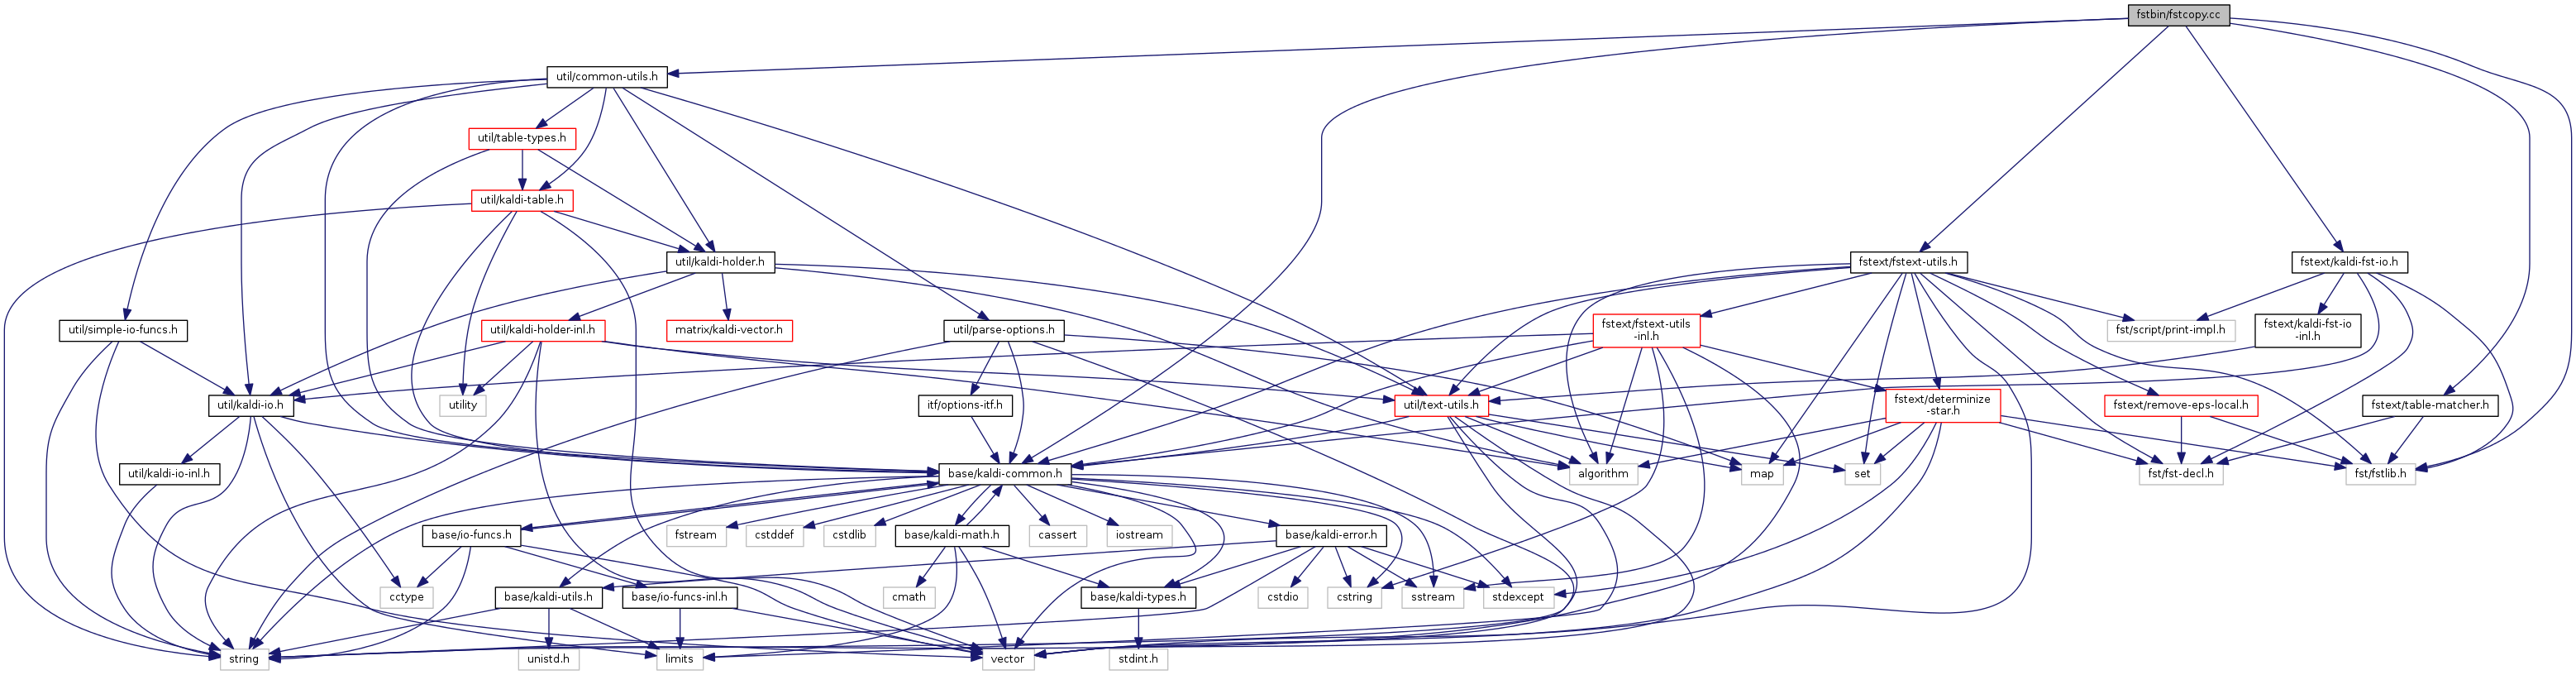 fstbin/fstcopy.cc
util/common-utils.h
util/table-types.h
util/kaldi-table.h
util/kaldi-holder.h
fstext/fstext-utils.h
fstext/kaldi-fst-io.h
util/simple-io-funcs.h
util/kaldi-holder-inl.h
matrix/kaldi-vector.h
util/parse-options.h
fstext/fstext-utils
-inl.h
fst/script/print-impl.h
fstext/kaldi-fst-io
-inl.h
util/kaldi-io.h
utility
itf/options-itf.h
util/text-utils.h
fstext/determinize
-star.h
fstext/remove-eps-local.h
fstext/table-matcher.h
util/kaldi-io-inl.h
base/kaldi-common.h
algorithm
map
set
fst/fst-decl.h
fst/fstlib.h
base/io-funcs.h
fstream
cstddef
cstdlib
base/kaldi-math.h
cassert
iostream
base/kaldi-error.h
cctype
base/kaldi-utils.h
base/io-funcs-inl.h
cmath
base/kaldi-types.h
cstdio
cstring
sstream
stdexcept
string
unistd.h
limits
vector
stdint.h